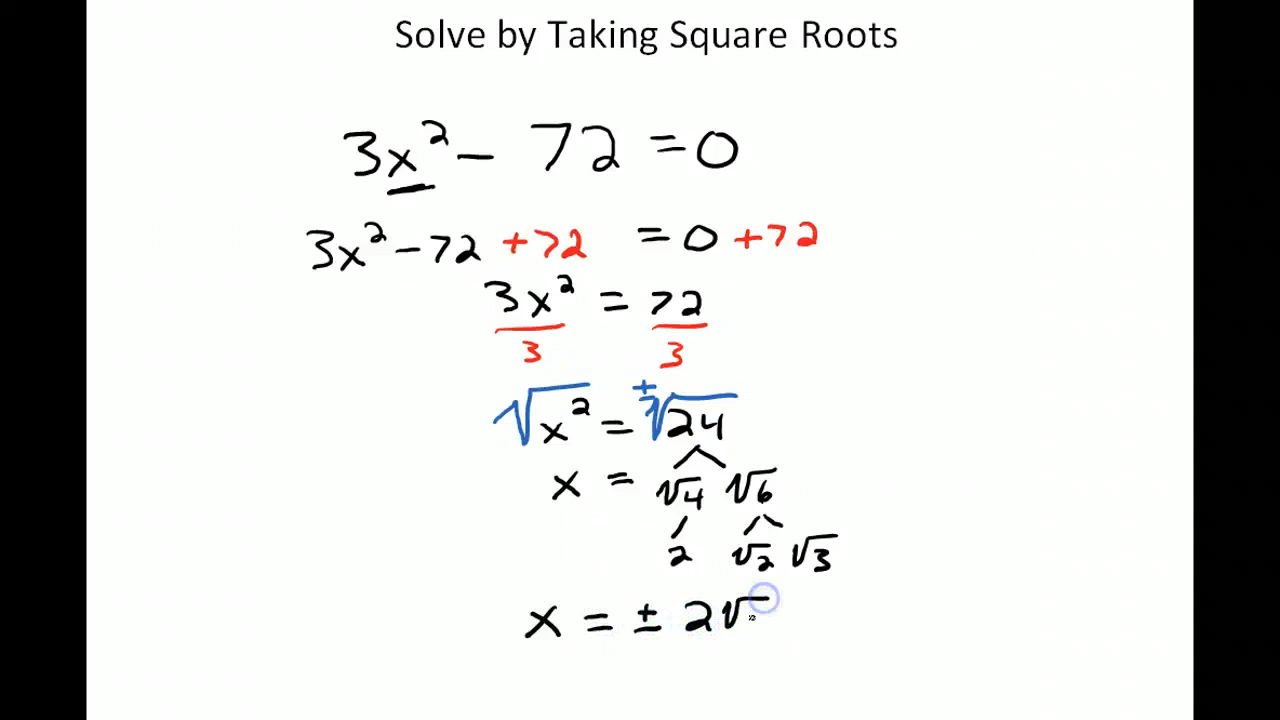 Solve by Taking Square Roots
3x² - 72 = 0
3x² - 72 + 72 = 0 + 72
3x² = 72
3 3
√x² = ±√24
x = √4 √6
2 √2 √3
x = ± 2√